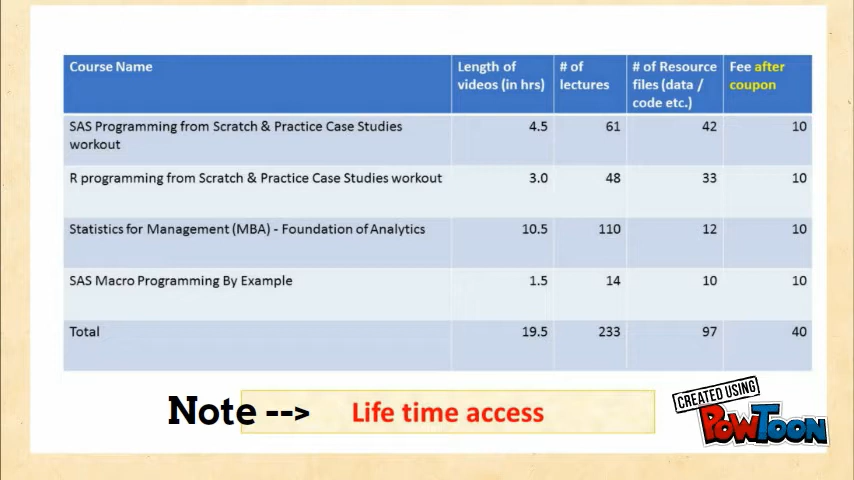 Course Name
Length of
videos (in hrs)
# of
lectures
# of Resource
files (data /
code etc.)
Fee after
coupon
SAS Programming from Scratch & Practice Case Studies
workout
4.5
61
42
10
R programming from Scratch & Practice Case Studies workout
3.0
48
33
10
Statistics for Management (MBA) - Foundation of Analytics
10.5
110
12
10
SAS Macro Programming By Example
1.5
14
10
10
Total
19.5
233
97
40
Note --> Life time access
CREATED USING
POWTOON